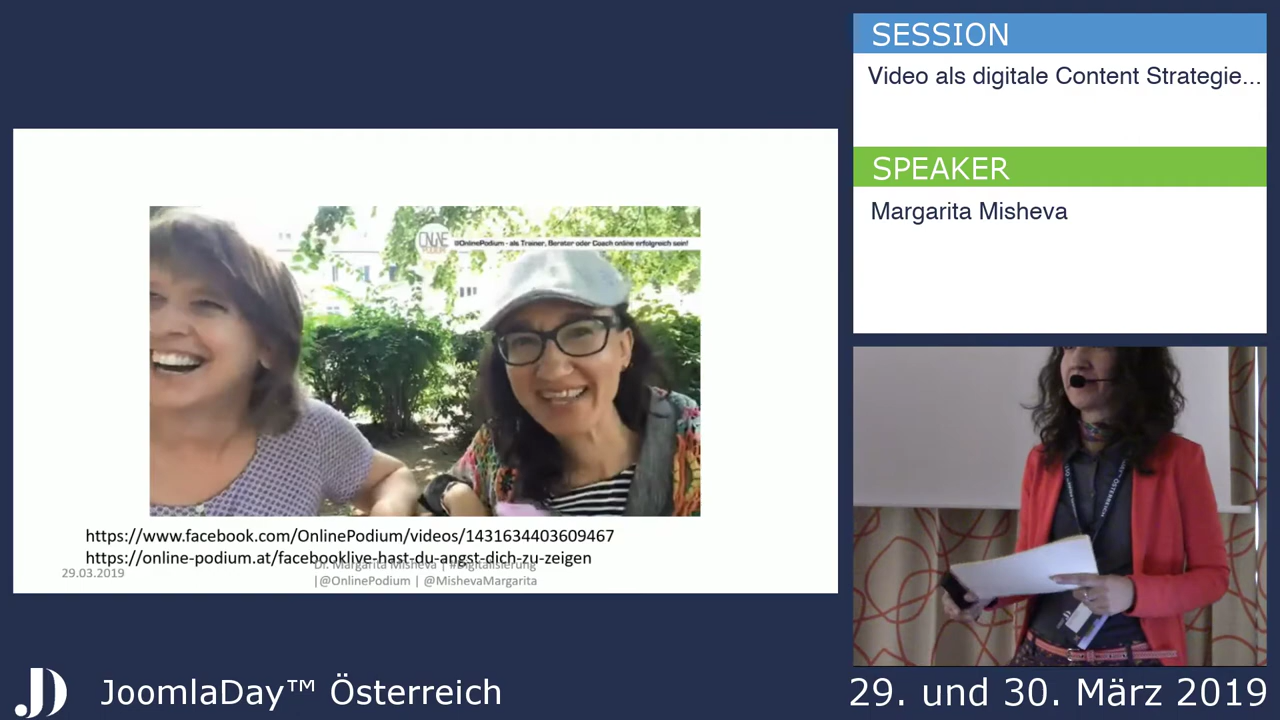 SESSION
Video als digitale Content Strategie...
SPEAKER
Margarita Misheva
ONLINE
PODIUM
#OnlinePodium - als Trainer, Berater oder Coach online erfolgreich sein!
https://www.facebook.com/OnlinePodium/videos/1431634403609467
https://online-podium.at/facebooklive-hast-du-angst-dich-zu-zeigen
29.03.2019
Dr. Margarita Misheva | #Digitalisierung
|@OnlinePodium | @MishevaMargarita
JoomlaDay™ Österreich
29. und 30. März 2019